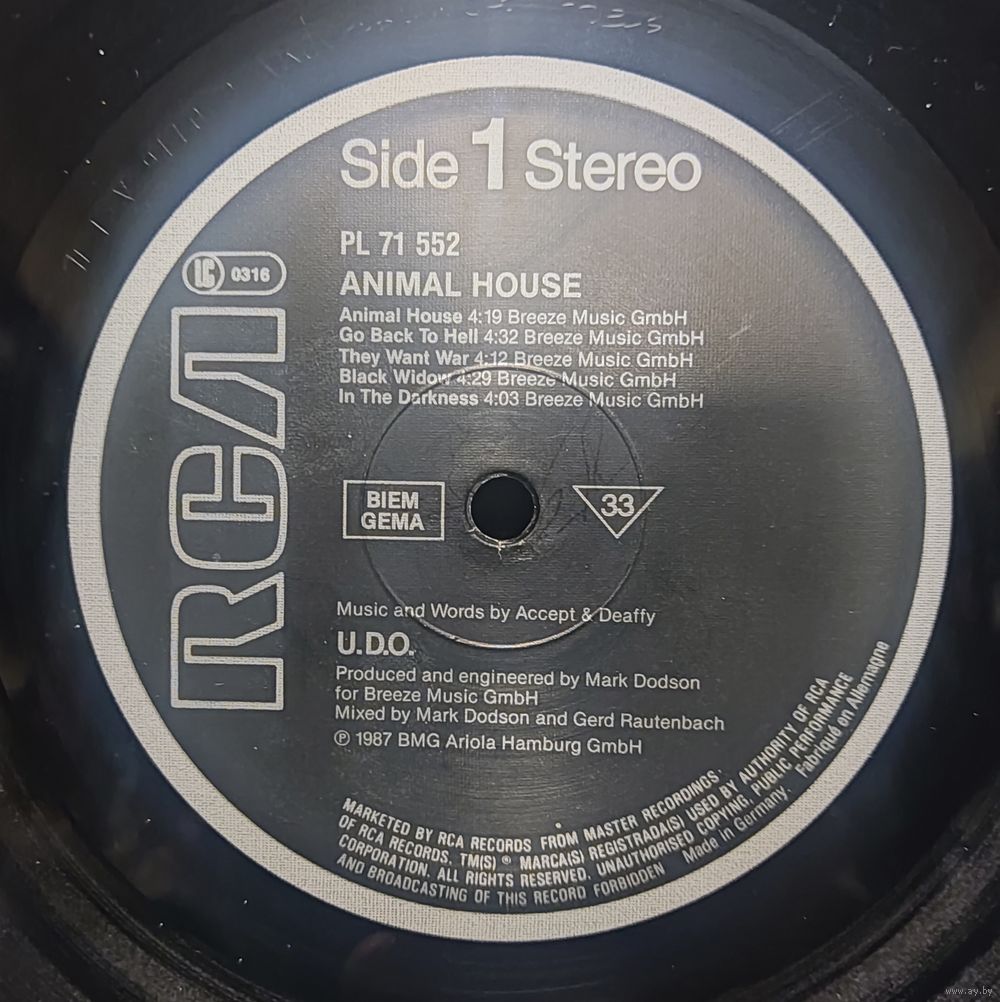 Side 1 Stereo
PL 71 552
LC 0316
ANIMAL HOUSE
Animal House 4:19 Breeze Music GmbH
Go Back To Hell 4:32 Breeze Music GmbH
They Want War 4:12 Breeze Music GmbH
Black Widow 4:29 Breeze Music GmbH
In The Darkness 4:03 Breeze Music GmbH
RCA
BIEM
GEMA
33
Music and Words by Accept & Deaffy
U.D.O.
Produced and engineered by Mark Dodson
for Breeze Music GmbH
Mixed by Mark Dodson and Gerd Rautenbach
℗ 1987 BMG Ariola Hamburg GmbH
MARKETED BY RCA RECORDS FROM MASTER RECORDINGS.
OF RCA RECORDS. TM(S) ® MARCA(S) REGISTRADA(S) USED BY AUTHORITY OF RCA
CORPORATION. ALL RIGHTS RESERVED. UNAUTHORISED COPYING, PUBLIC PERFORMANCE
AND BROADCASTING OF THIS RECORD FORBIDDEN Made in Germany. Fabriqué en Allemagne
www.ay.by